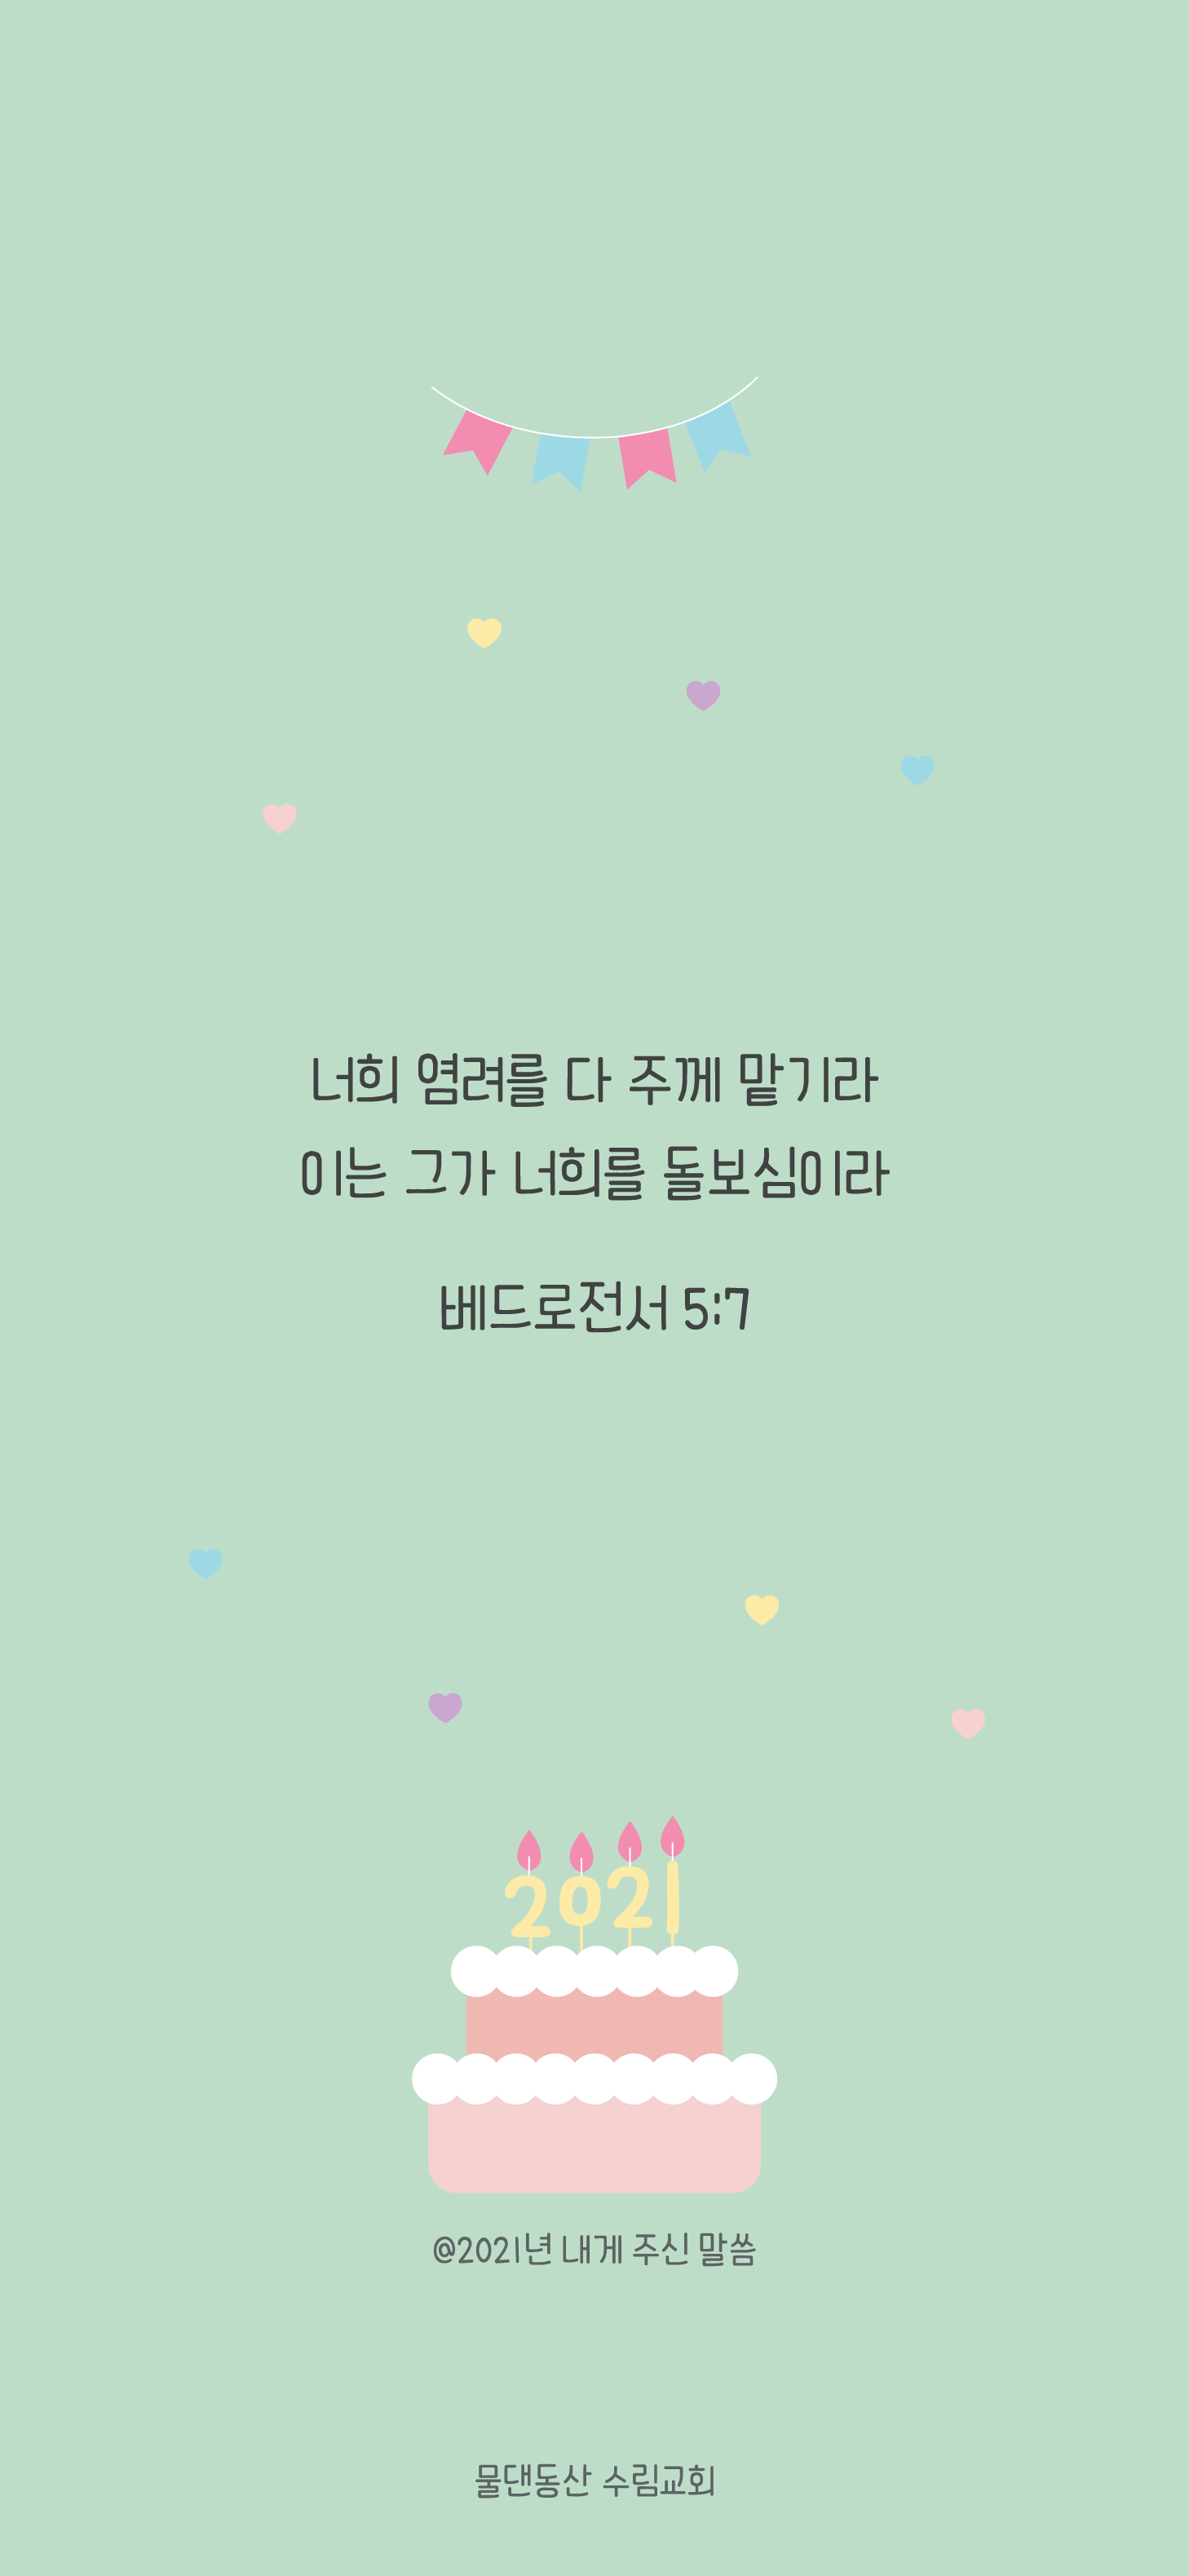 너희 염려를 다 주께 맡기라
이는 그가 너희를 돌보심이라
베드로전서 5:7
2021
@2021년 내게 주신 말씀
물댄동산 수림교회